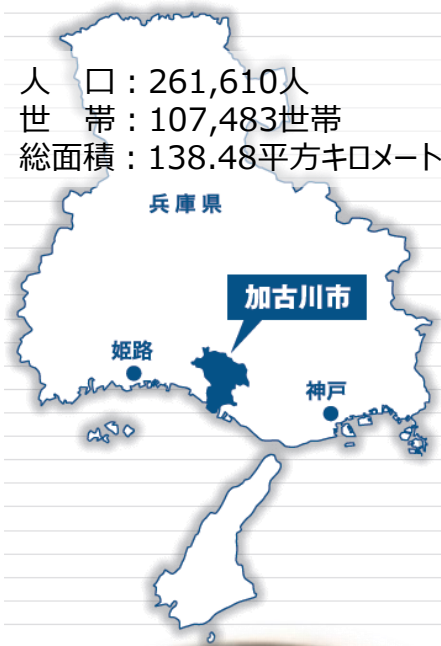 人　口：261,610人
世　帯：107,483世帯
総面積：138.48平方キロメート
兵庫県
加古川市
姫路
神戸